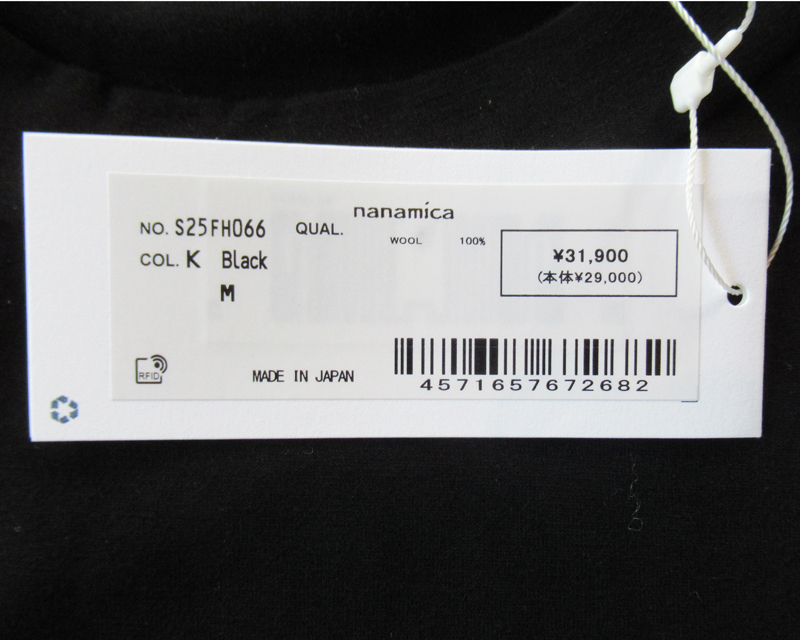 nanamica
NO. S25FH066 QUAL.
WOOL 100%
COL. K Black
M
¥31,900
(本体¥29,000)
RFID
MADE IN JAPAN
4571657672682